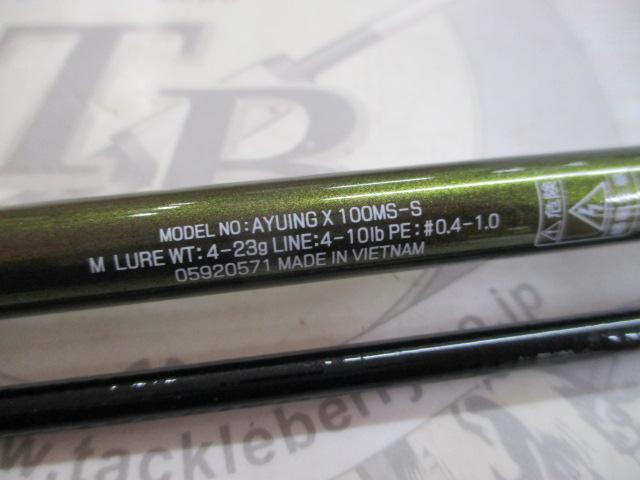 TB
MODEL NO:AYUING X 100MS-S
M LURE WT:4-23g LINE:4-10lb PE:#0.4-1.0
05920571 MADE IN VIETNAM
危険
www.tackleberry.co.jp